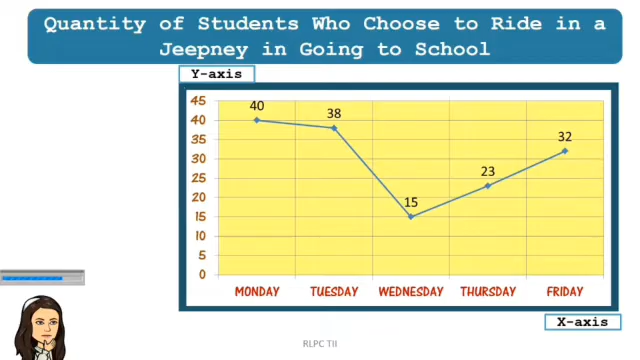 Quantity of Students Who Choose to Ride in a
Jeepney in Going to School
Y-axis
45
40
35
30
25
20
15
10
5
0
40
38
15
23
32
MONDAY TUESDAY WEDNESDAY THURSDAY FRIDAY
X-axis
RLPC TII